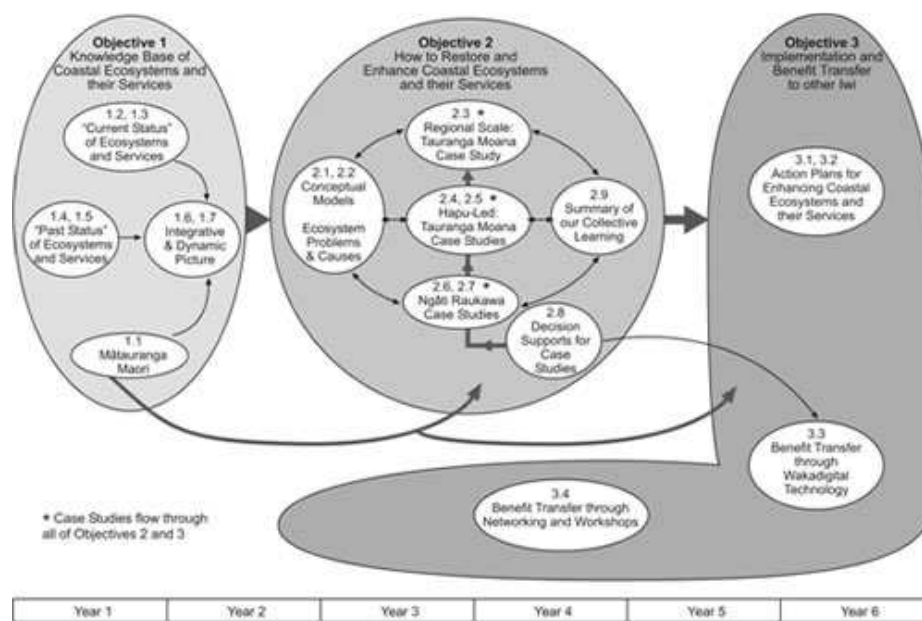 Objective 1
Knowledge Base of
Coastal Ecosystems and
their Services
1.2, 1.3
"Current Status"
of Ecosystems
and Services
1.4, 1.5
"Past Status"
of Ecosystems
and Services
1.6, 1.7
Integrative
& Dynamic
Picture
1.1
Mātauranga
Maori
Objective 2
How to Restore and
Enhance Coastal Ecosystems
and their Services
2.3 *
Regional Scale:
Tauranga Moana
Case Study
2.1, 2.2
Conceptual
Models
Ecosystem
Problems
& Causes
2.4, 2.5 *
Hapu-Led:
Tauranga Moana
Case Studies
2.9
Summary of
our Collective
Learning
2.6, 2.7 *
Ngāti Raukawa
Case Studies
2.8
Decision
Supports for
Case
Studies
Objective 3
Implementation and
Benefit Transfer
to other Iwi
3.1, 3.2
Action Plans for
Enhancing Coastal
Ecosystems and
their Services
3.3
Benefit Transfer
through
Wakadigital
Technology
3.4
Benefit Transfer through
Networking and Workshops
* Case Studies flow through
all of Objectives 2 and 3
Year 1 Year 2 Year 3 Year 4 Year 5 Year 6